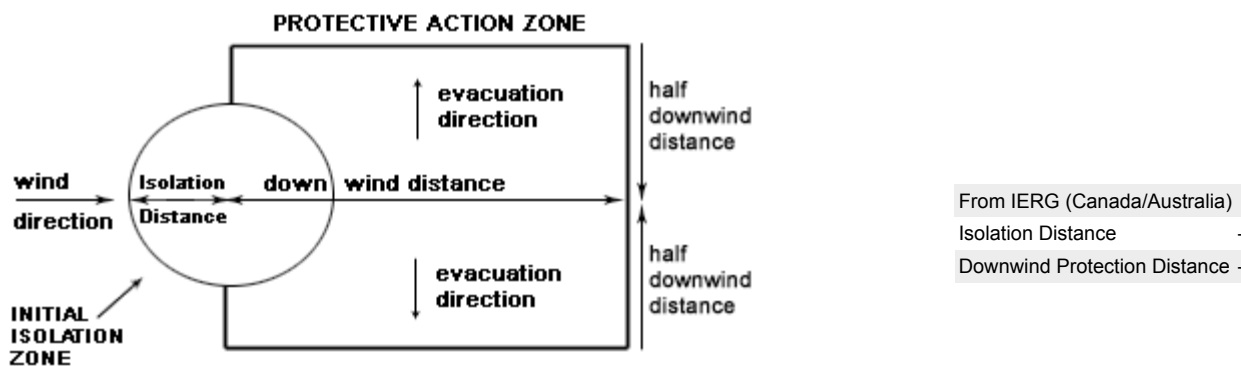 PROTECTIVE ACTION ZONE
evacuation
direction
half
downwind
distance
wind
direction
Isolation
Distance
down wind distance
evacuation
direction
half
downwind
distance
INITIAL
ISOLATION
ZONE
From IERG (Canada/Australia)
Isolation Distance -
Downwind Protection Distance -